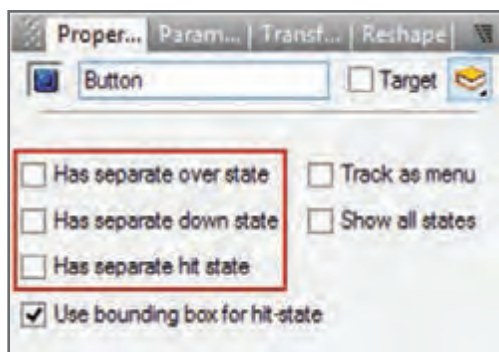 Proper... Param... Transf... Reshape
Button Target
Has separate over state Track as menu
Has separate down state Show all states
Has separate hit state
Use bounding box for hit-state